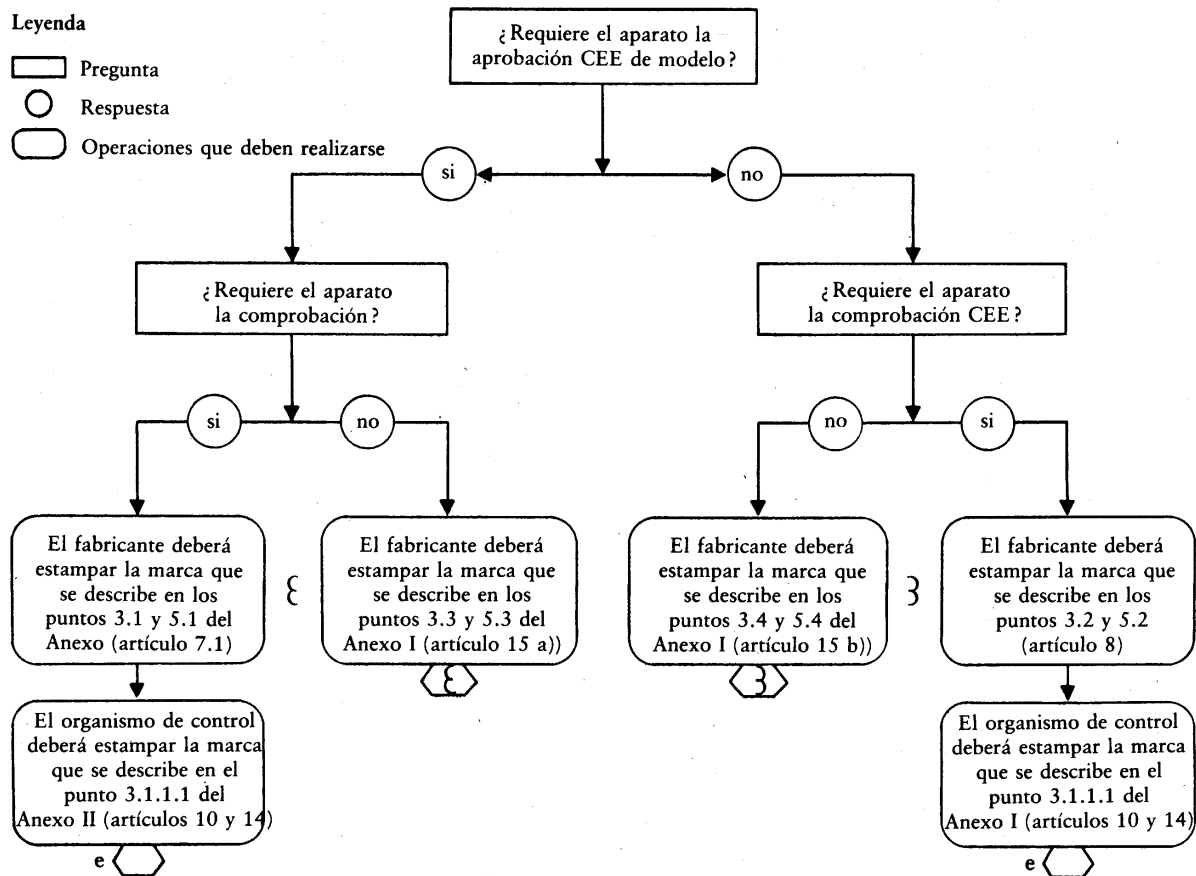 Leyenda
Pregunta
Respuesta
Operaciones que deben realizarse
¿Requiere el aparato la
aprobación CEE de modelo?
si
no
¿Requiere el aparato
la comprobación?
¿Requiere el aparato
la comprobación CEE?
si
no
no
si
El fabricante deberá
estampar la marca que
se describe en los
puntos 3.1 y 5.1 del
Anexo (artículo 7.1)
El fabricante deberá
estampar la marca que
se describe en los
puntos 3.3 y 5.3 del
Anexo I (artículo 15 a))
El fabricante deberá
estampar la marca que
se describe en los
puntos 3.4 y 5.4 del
Anexo I (artículo 15 b))
El fabricante deberá
estampar la marca que
se describe en los
puntos 3.2 y 5.2
(artículo 8)
El organismo de control
deberá estampar la marca
que se describe en el
punto 3.1.1.1 del
Anexo II (artículos 10 y 14)
e
El organismo de control
deberá estampar la marca
que se describe en el
punto 3.1.1.1 del
Anexo I (artículos 10 y 14)
e